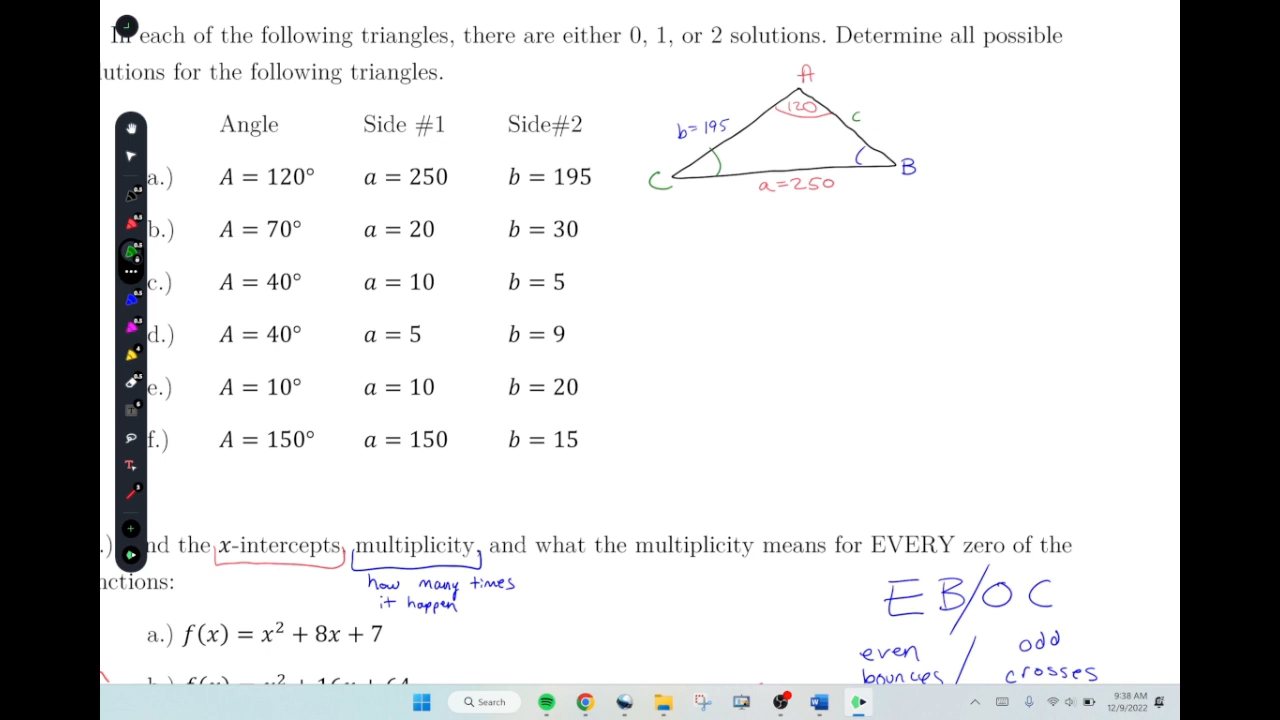 In each of the following triangles, there are either 0, 1, or 2 solutions. Determine all possible
lutions for the following triangles.
Angle Side #1 Side#2
a.) A = 120° a = 250 b = 195
b.) A = 70° a = 20 b = 30
c.) A = 40° a = 10 b = 5
d.) A = 40° a = 5 b = 9
e.) A = 10° a = 10 b = 20
f.) A = 150° a = 150 b = 15
A
120
c
b=195
C
B
a=250
.) nd the x-intercepts, multiplicity, and what the multiplicity means for EVERY zero of the
nctions:
how many times
it happen
E B/O C
a.) f(x) = x² + 8x + 7
even / odd
bounces crosses
Search
9:38 AM
12/9/2022